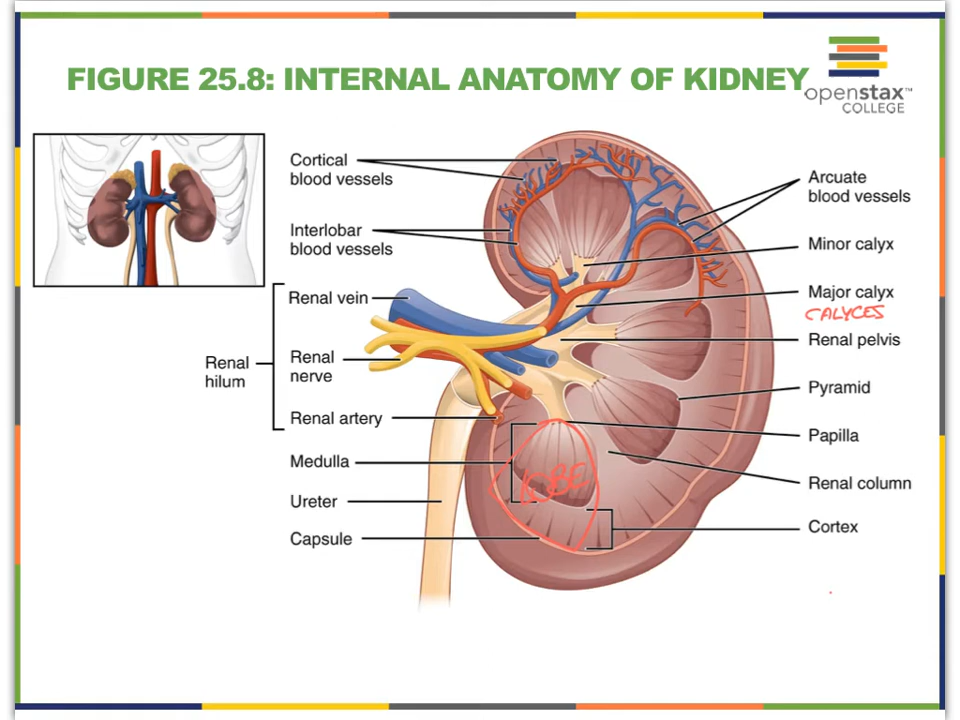 FIGURE 25.8: INTERNAL ANATOMY OF KIDNEY
openstax™
COLLEGE
Cortical
blood vessels
Interlobar
blood vessels
Renal vein
Renal
hilum
Renal
nerve
Renal artery
Medulla
Ureter
Capsule
Arcuate
blood vessels
Minor calyx
Major calyx
CALYCES
Renal pelvis
Pyramid
Papilla
Renal column
Cortex
LOBE